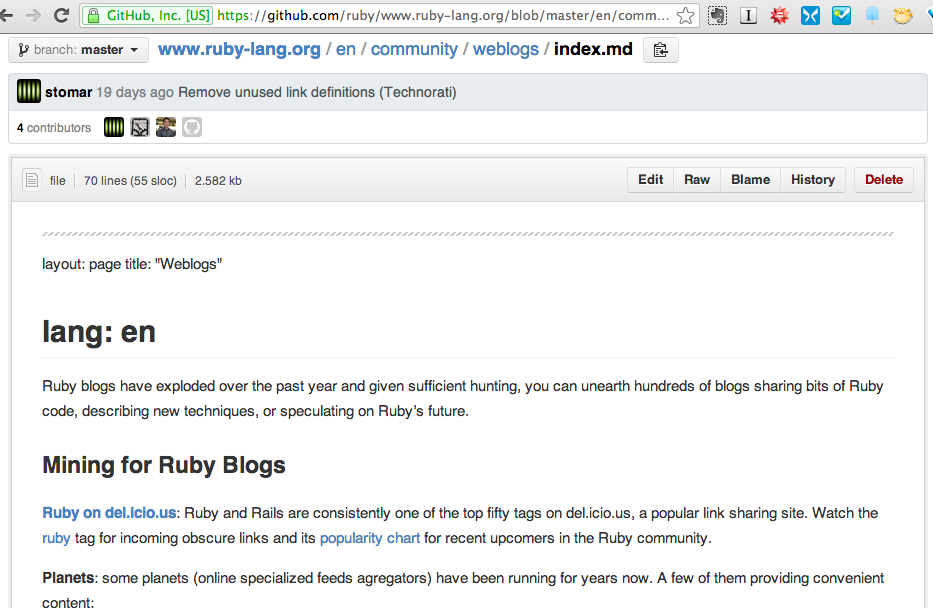 GitHub, Inc. [US] https://github.com/ruby/www.ruby-lang.org/blob/master/en/comm...
branch: master www.ruby-lang.org / en / community / weblogs / index.md
stomar 19 days ago Remove unused link definitions (Technorati)
4 contributors
file 70 lines (55 sloc) 2.582 kb Edit Raw Blame History Delete
layout: page title: "Weblogs"
lang: en
Ruby blogs have exploded over the past year and given sufficient hunting, you can unearth hundreds of blogs sharing bits of Ruby
code, describing new techniques, or speculating on Ruby’s future.
Mining for Ruby Blogs
Ruby on del.icio.us: Ruby and Rails are consistently one of the top fifty tags on del.icio.us, a popular link sharing site. Watch the
ruby tag for incoming obscure links and its popularity chart for recent upcomers in the Ruby community.
Planets: some planets (online specialized feeds agregators) have been running for years now. A few of them providing convenient
content: